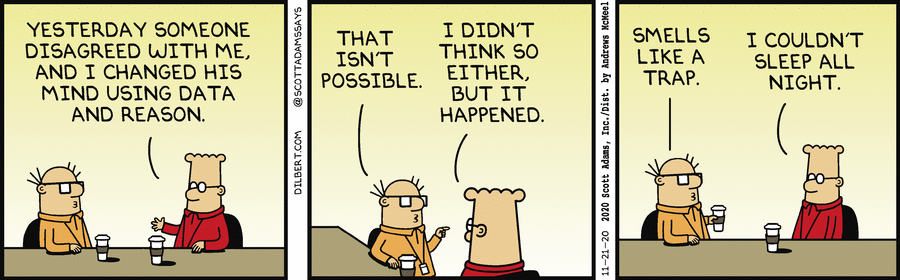 YESTERDAY SOMEONE
DISAGREED WITH ME,
AND I CHANGED HIS
MIND USING DATA
AND REASON.
DILBERT.COM @SCOTTADAMSSAYS
THAT
ISN'T
POSSIBLE.
I DIDN'T
THINK SO
EITHER,
BUT IT
HAPPENED.
11-21-20 2020 Scott Adams, Inc./Dist. by Andrews McMeel
SMELLS
LIKE A
TRAP.
I COULDN'T
SLEEP ALL
NIGHT.